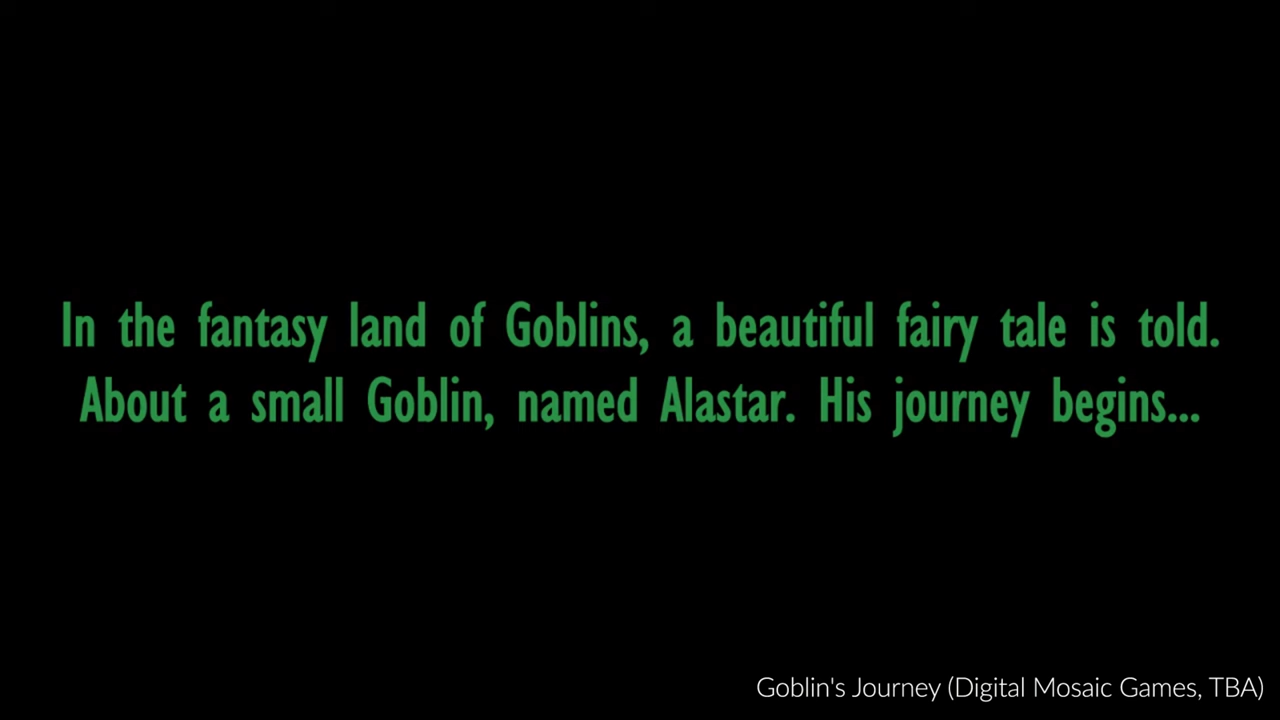 In the fantasy land of Goblins, a beautiful fairy tale is told.
About a small Goblin, named Alastar. His journey begins...
Goblin's Journey (Digital Mosaic Games, TBA)